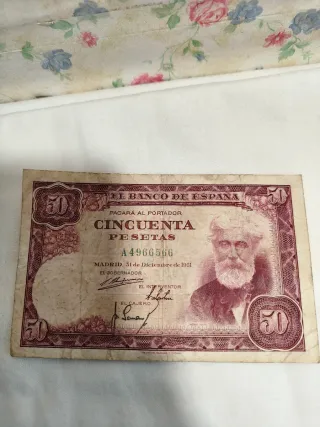 50
EL BANCO DE ESPAÑA
50
PAGARÁ AL PORTADOR
CINCUENTA
PESETAS
A4966566
MADRID, 31 de Diciembre de 1951
EL GOBERNADOR
EL INTERVENTOR
EL CAJERO
50
50